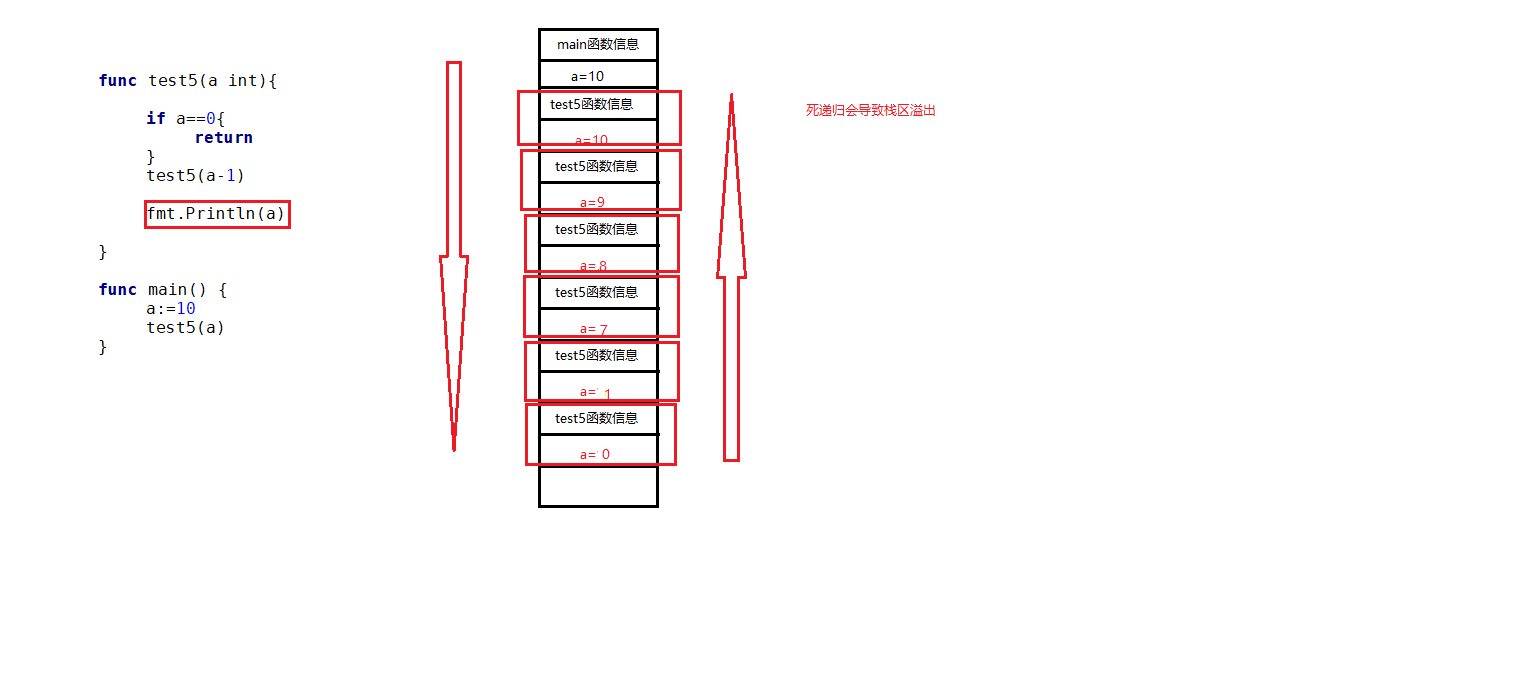 func test5(a int){
if a==0{
return
}
test5(a-1)
fmt.Println(a)
}
func main() {
a:=10
test5(a)
}
main函数信息
a=10
test5函数信息
a=10
test5函数信息
a=9
test5函数信息
a=8
test5函数信息
a=7
test5函数信息
a=1
test5函数信息
a=0
死递归会导致栈区溢出